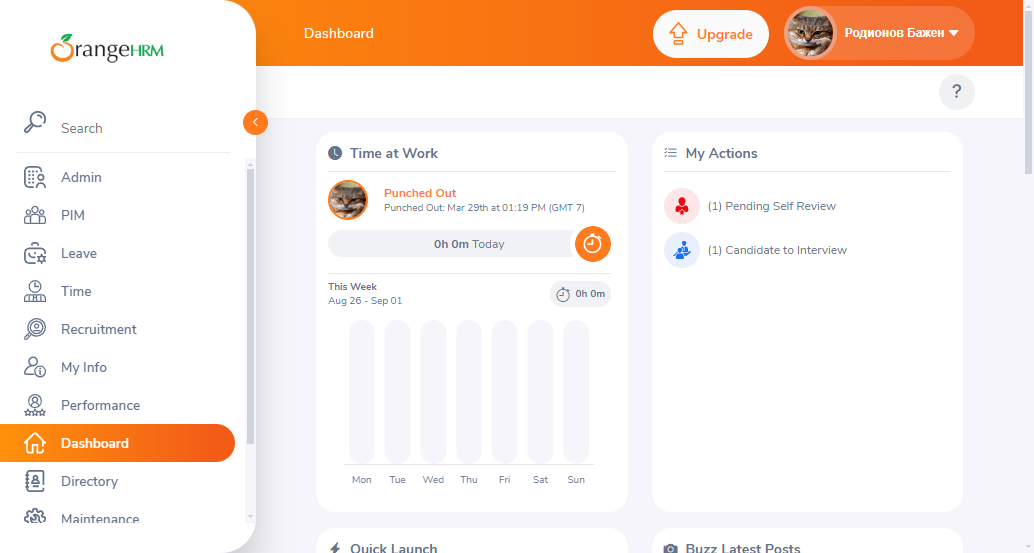 OrangeHRM
Search
Admin
PIM
Leave
Time
Recruitment
My Info
Performance
Dashboard
Directory
Maintenance
Dashboard
Upgrade
Родионов Бажен
?
Time at Work
Punched Out
Punched Out: Mar 29th at 01:19 PM (GMT 7)
0h 0m Today
This Week
Aug 26 - Sep 01
0h 0m
Mon Tue Wed Thu Fri Sat Sun
My Actions
(1) Pending Self Review
(1) Candidate to Interview
Quick Launch
Buzz Latest Posts